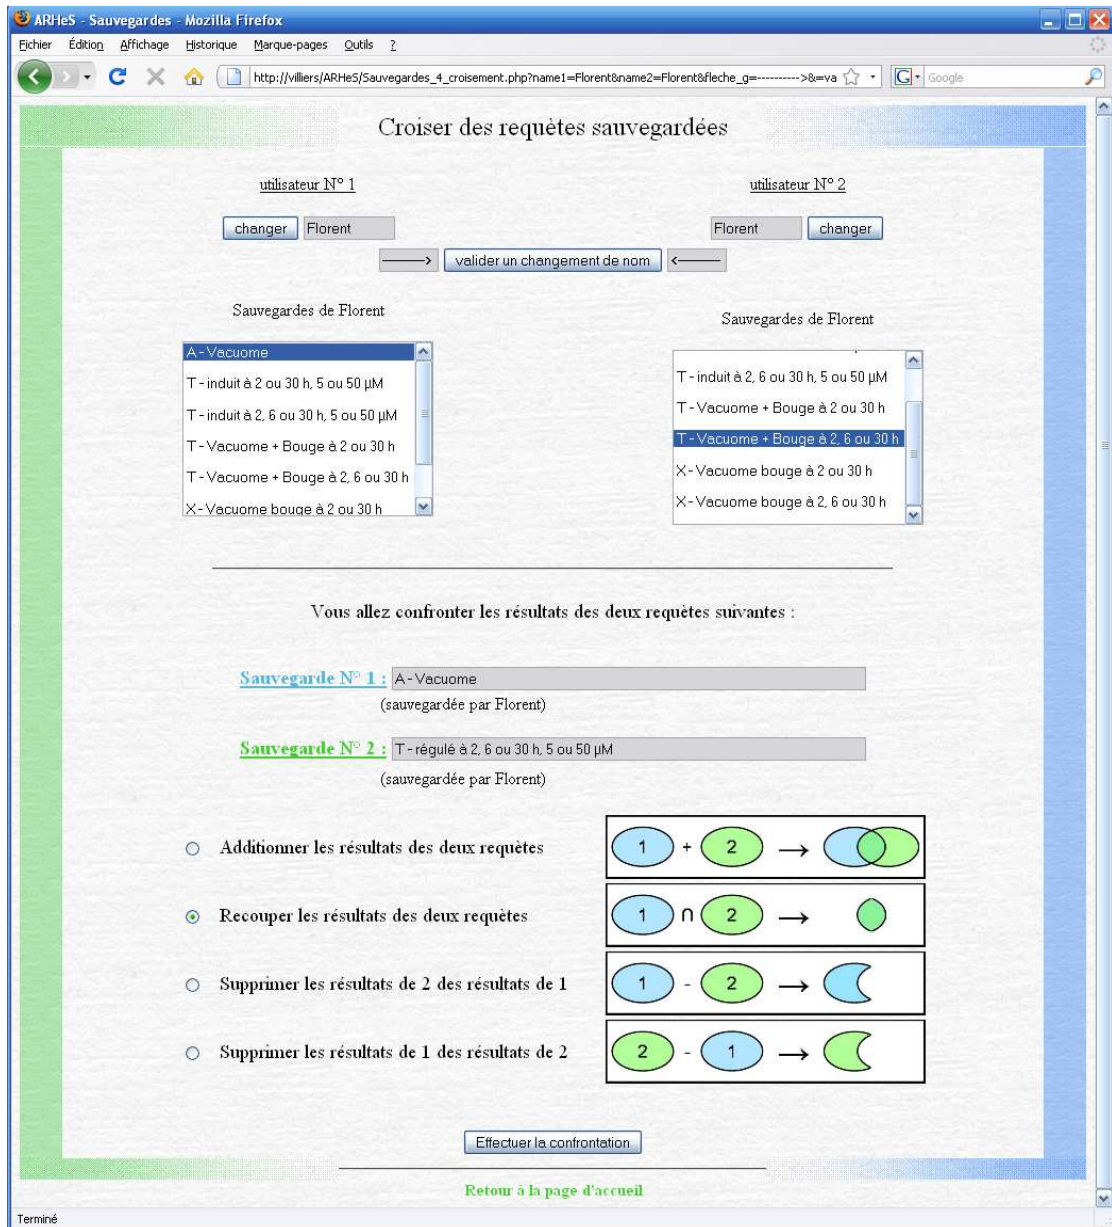 ARHeS - Sauvegardes - Mozilla Firefox
Fichier Édition Affichage Historique Marque-pages Outils ?
http://villiers/ARHeS/Sauvegardes_4_croisement.php?name1=Florent&name2=Florent&fleche_g=---------->&=va G Google
Croiser des requêtes sauvegardées
utilisateur N° 1 utilisateur N° 2
changer Florent Florent changer
———> valider un changement de nom <———
Sauvegardes de Florent
Sauvegardes de Florent
A - Vacuome
T - induit à 2 ou 30 h, 5 ou 50 µM
T - induit à 2, 6 ou 30 h, 5 ou 50 µM
T - Vacuome + Bouge à 2 ou 30 h
T - Vacuome + Bouge à 2, 6 ou 30 h
X - Vacuome bouge à 2 ou 30 h
T - induit à 2, 6 ou 30 h, 5 ou 50 µM
T - Vacuome + Bouge à 2 ou 30 h
T - Vacuome + Bouge à 2, 6 ou 30 h
X - Vacuome bouge à 2 ou 30 h
X - Vacuome bouge à 2, 6 ou 30 h
Vous allez confronter les résultats des deux requêtes suivantes :
Sauvegarde N° 1 : A - Vacuome
(sauvegardée par Florent)
Sauvegarde N° 2 : T - régulé à 2, 6 ou 30 h, 5 ou 50 µM
(sauvegardée par Florent)
Additionner les résultats des deux requêtes 1 + 2 →
Recouper les résultats des deux requêtes 1 ∩ 2 →
Supprimer les résultats de 2 des résultats de 1 1 - 2 →
Supprimer les résultats de 1 des résultats de 2 2 - 1 →
Effectuer la confrontation
Retour à la page d'accueil
Terminé